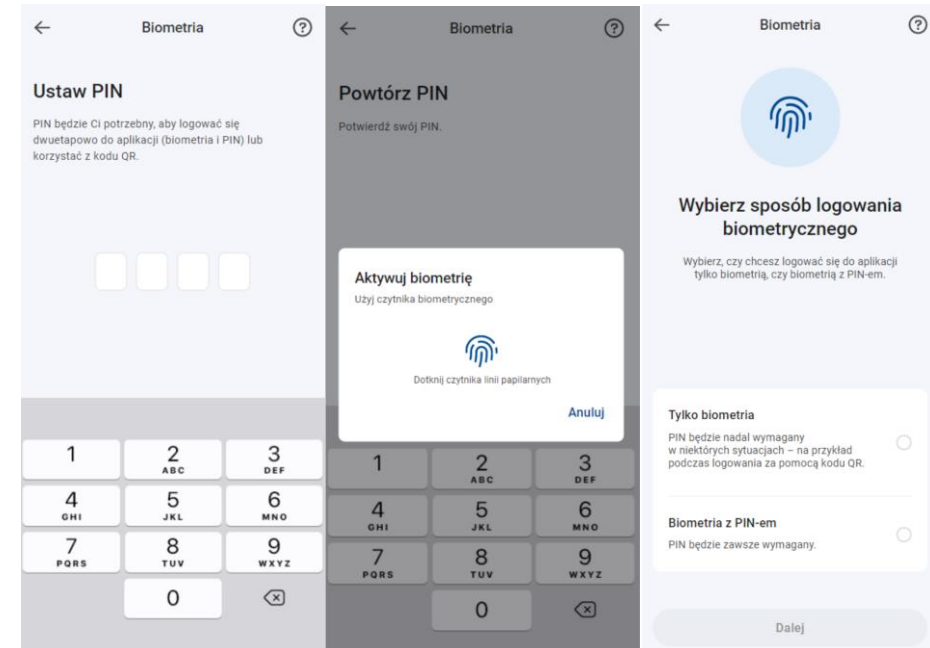 Biometria
?
Ustaw PIN
PIN będzie Ci potrzebny, aby logować się
dwuetapowo do aplikacji (biometria i PIN) lub
korzystać z kodu QR.
1
2
ABC
3
DEF
4
GHI
5
JKL
6
MNO
7
PQRS
8
TUV
9
WXYZ
0
Biometria
?
Powtórz PIN
Potwierdź swój PIN.
Aktywuj biometrię
Użyj czytnika biometrycznego
Dotknij czytnika linii papilarnych
Anuluj
1
2
ABC
3
DEF
4
GHI
5
JKL
6
MNO
7
PQRS
8
TUV
9
WXYZ
0
Biometria
?
Wybierz sposób logowania
biometrycznego
Wybierz, czy chcesz logować się do aplikacji
tylko biometrią, czy biometrią z PIN-em.
Tylko biometria
PIN będzie nadal wymagany
w niektórych sytuacjach – na przykład
podczas logowania za pomocą kodu QR.
Biometria z PIN-em
PIN będzie zawsze wymagany.
Dalej